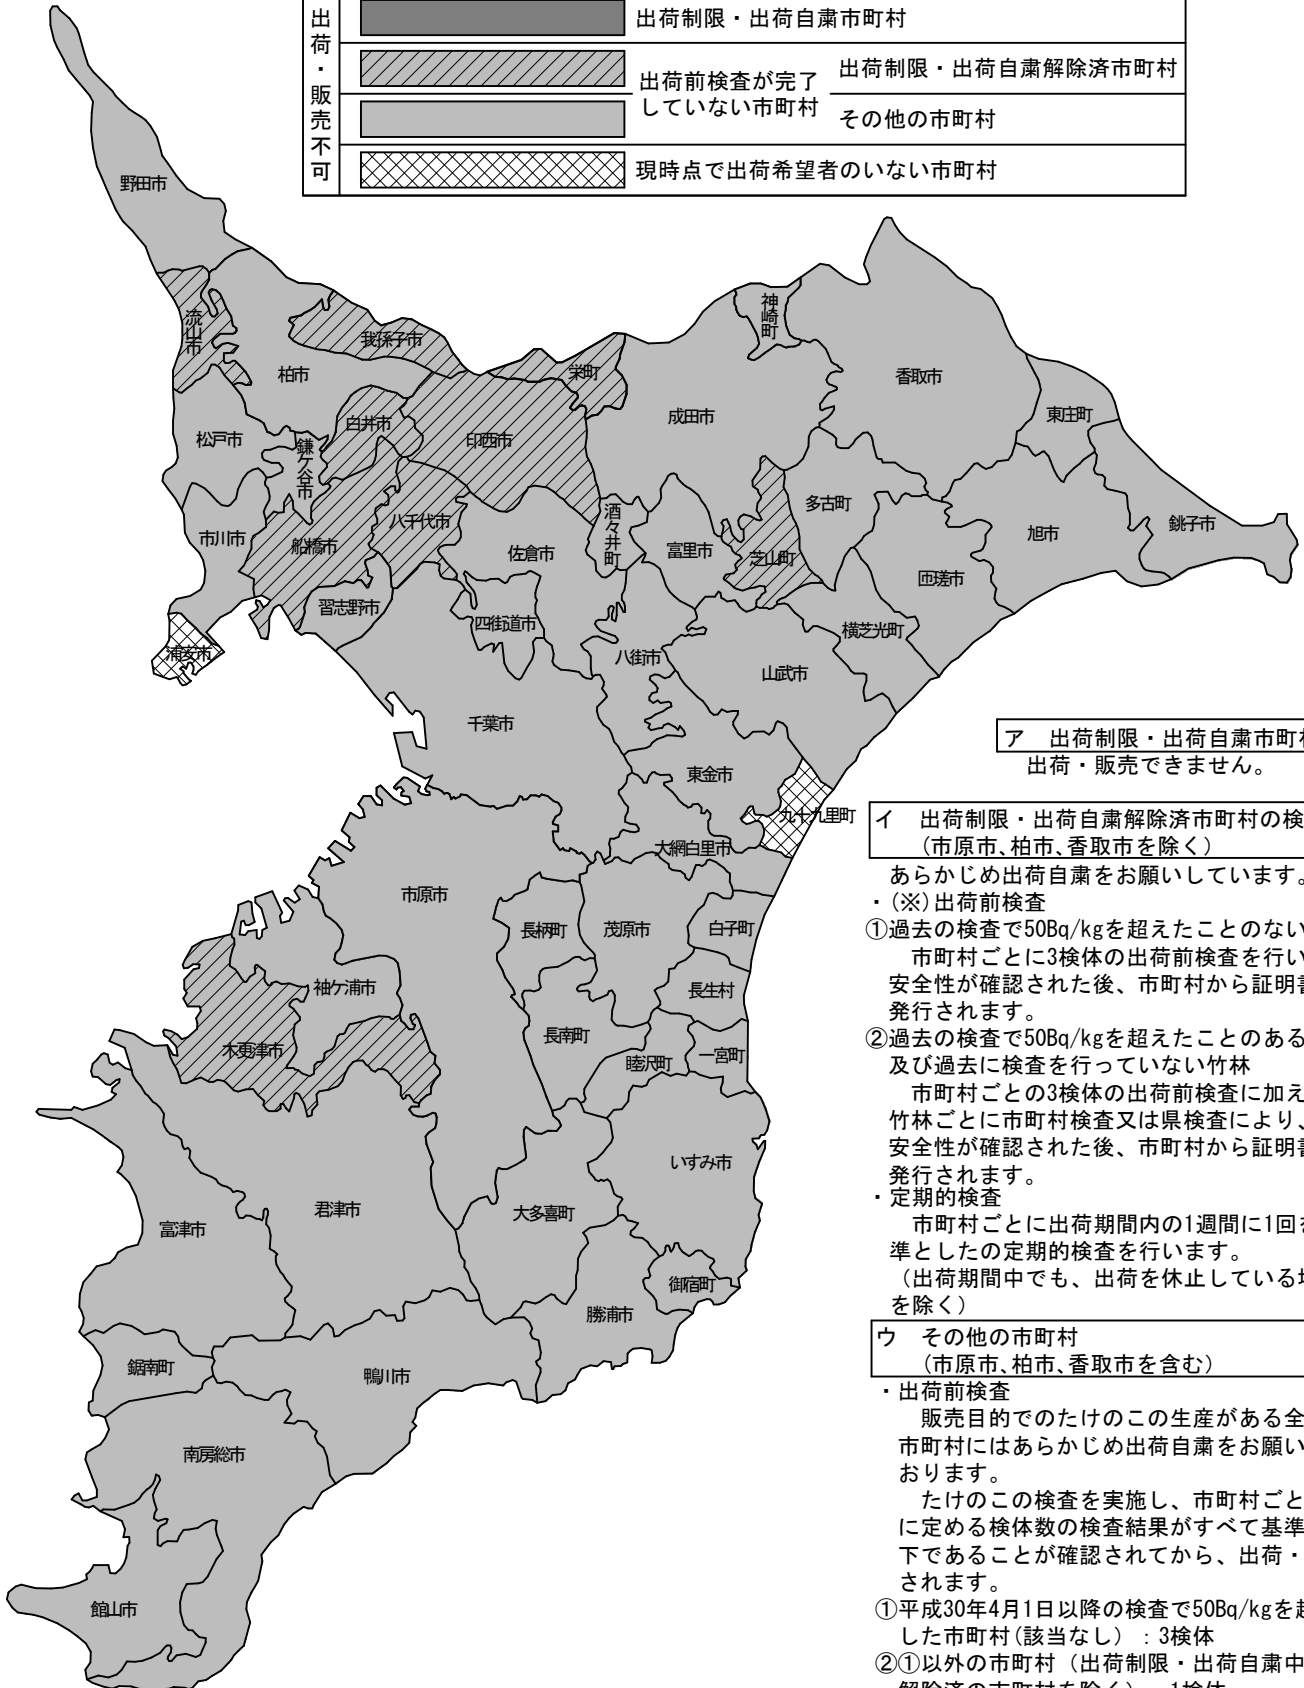 出荷・販売不可
出荷制限・出荷自粛市町村
出荷前検査が完了
していない市町村
出荷制限・出荷自粛解除済市町村
その他の市町村
現時点で出荷希望者のいない市町村
野田市
流山市
我孫子市
柏市
松戸市
鎌ケ谷市
白井市
印西市
栄町
成田市
神崎町
香取市
東庄町
銚子市
旭市
匝瑳市
多古町
芝山町
富里市
酒々井町
佐倉市
八千代市
船橋市
市川市
浦安市
習志野市
四街道市
八街市
横芝光町
山武市
千葉市
東金市
九十九里町
大網白里市
市原市
長柄町
茂原市
白子町
長生村
袖ケ浦市
木更津市
長南町
睦沢町
一宮町
いすみ市
大多喜町
君津市
富津市
御宿町
勝浦市
鋸南町
鴨川市
南房総市
館山市
ア　出荷制限・出荷自粛市町村
出荷・販売できません。
イ　出荷制限・出荷自粛解除済市町村の検
(市原市、柏市、香取市を除く)
あらかじめ出荷自粛をお願いしています。
・(※)出荷前検査
①過去の検査で50Bq/kgを超えたことのない
市町村ごとに3検体の出荷前検査を行い
安全性が確認された後、市町村から証明書
発行されます。
②過去の検査で50Bq/kgを超えたことのある
及び過去に検査を行っていない竹林
市町村ごとの3検体の出荷前検査に加え
竹林ごとに市町村検査又は県検査により、
安全性が確認された後、市町村から証明書
発行されます。
・定期的検査
市町村ごとに出荷期間内の1週間に1回を
準としたの定期的検査を行います。
（出荷期間中でも、出荷を休止している場
を除く）
ウ　その他の市町村
(市原市、柏市、香取市を含む)
・出荷前検査
販売目的でのたけのこの生産がある全
市町村にはあらかじめ出荷自粛をお願い
おります。
たけのこの検査を実施し、市町村ごと
に定める検体数の検査結果がすべて基準
下であることが確認されてから、出荷・
されます。
①平成30年4月1日以降の検査で50Bq/kgを超
した市町村(該当なし）：3検体
②①以外の市町村（出荷制限・出荷自粛中